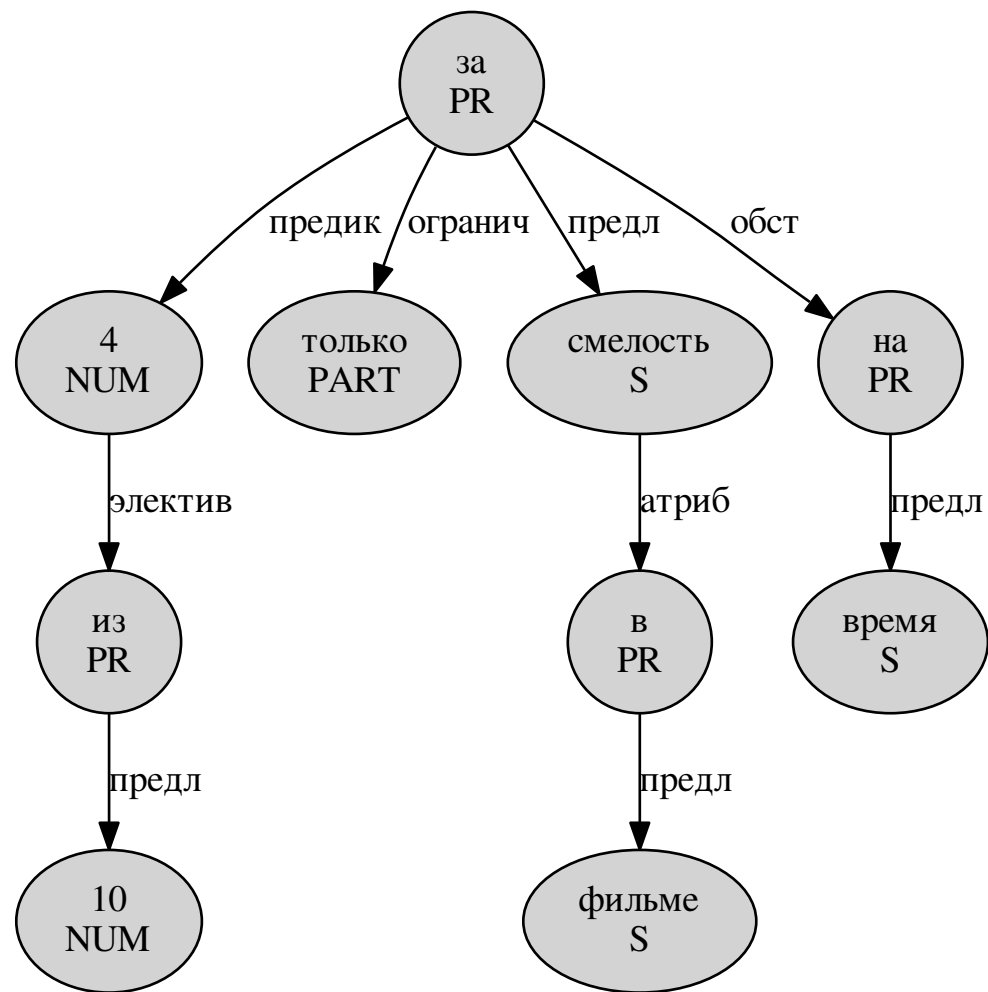 за
PR
предик
огранич
предл
обст
4
NUM
только
PART
смелость
S
на
PR
электив
атриб
предл
из
PR
в
PR
время
S
предл
предл
10
NUM
фильме
S